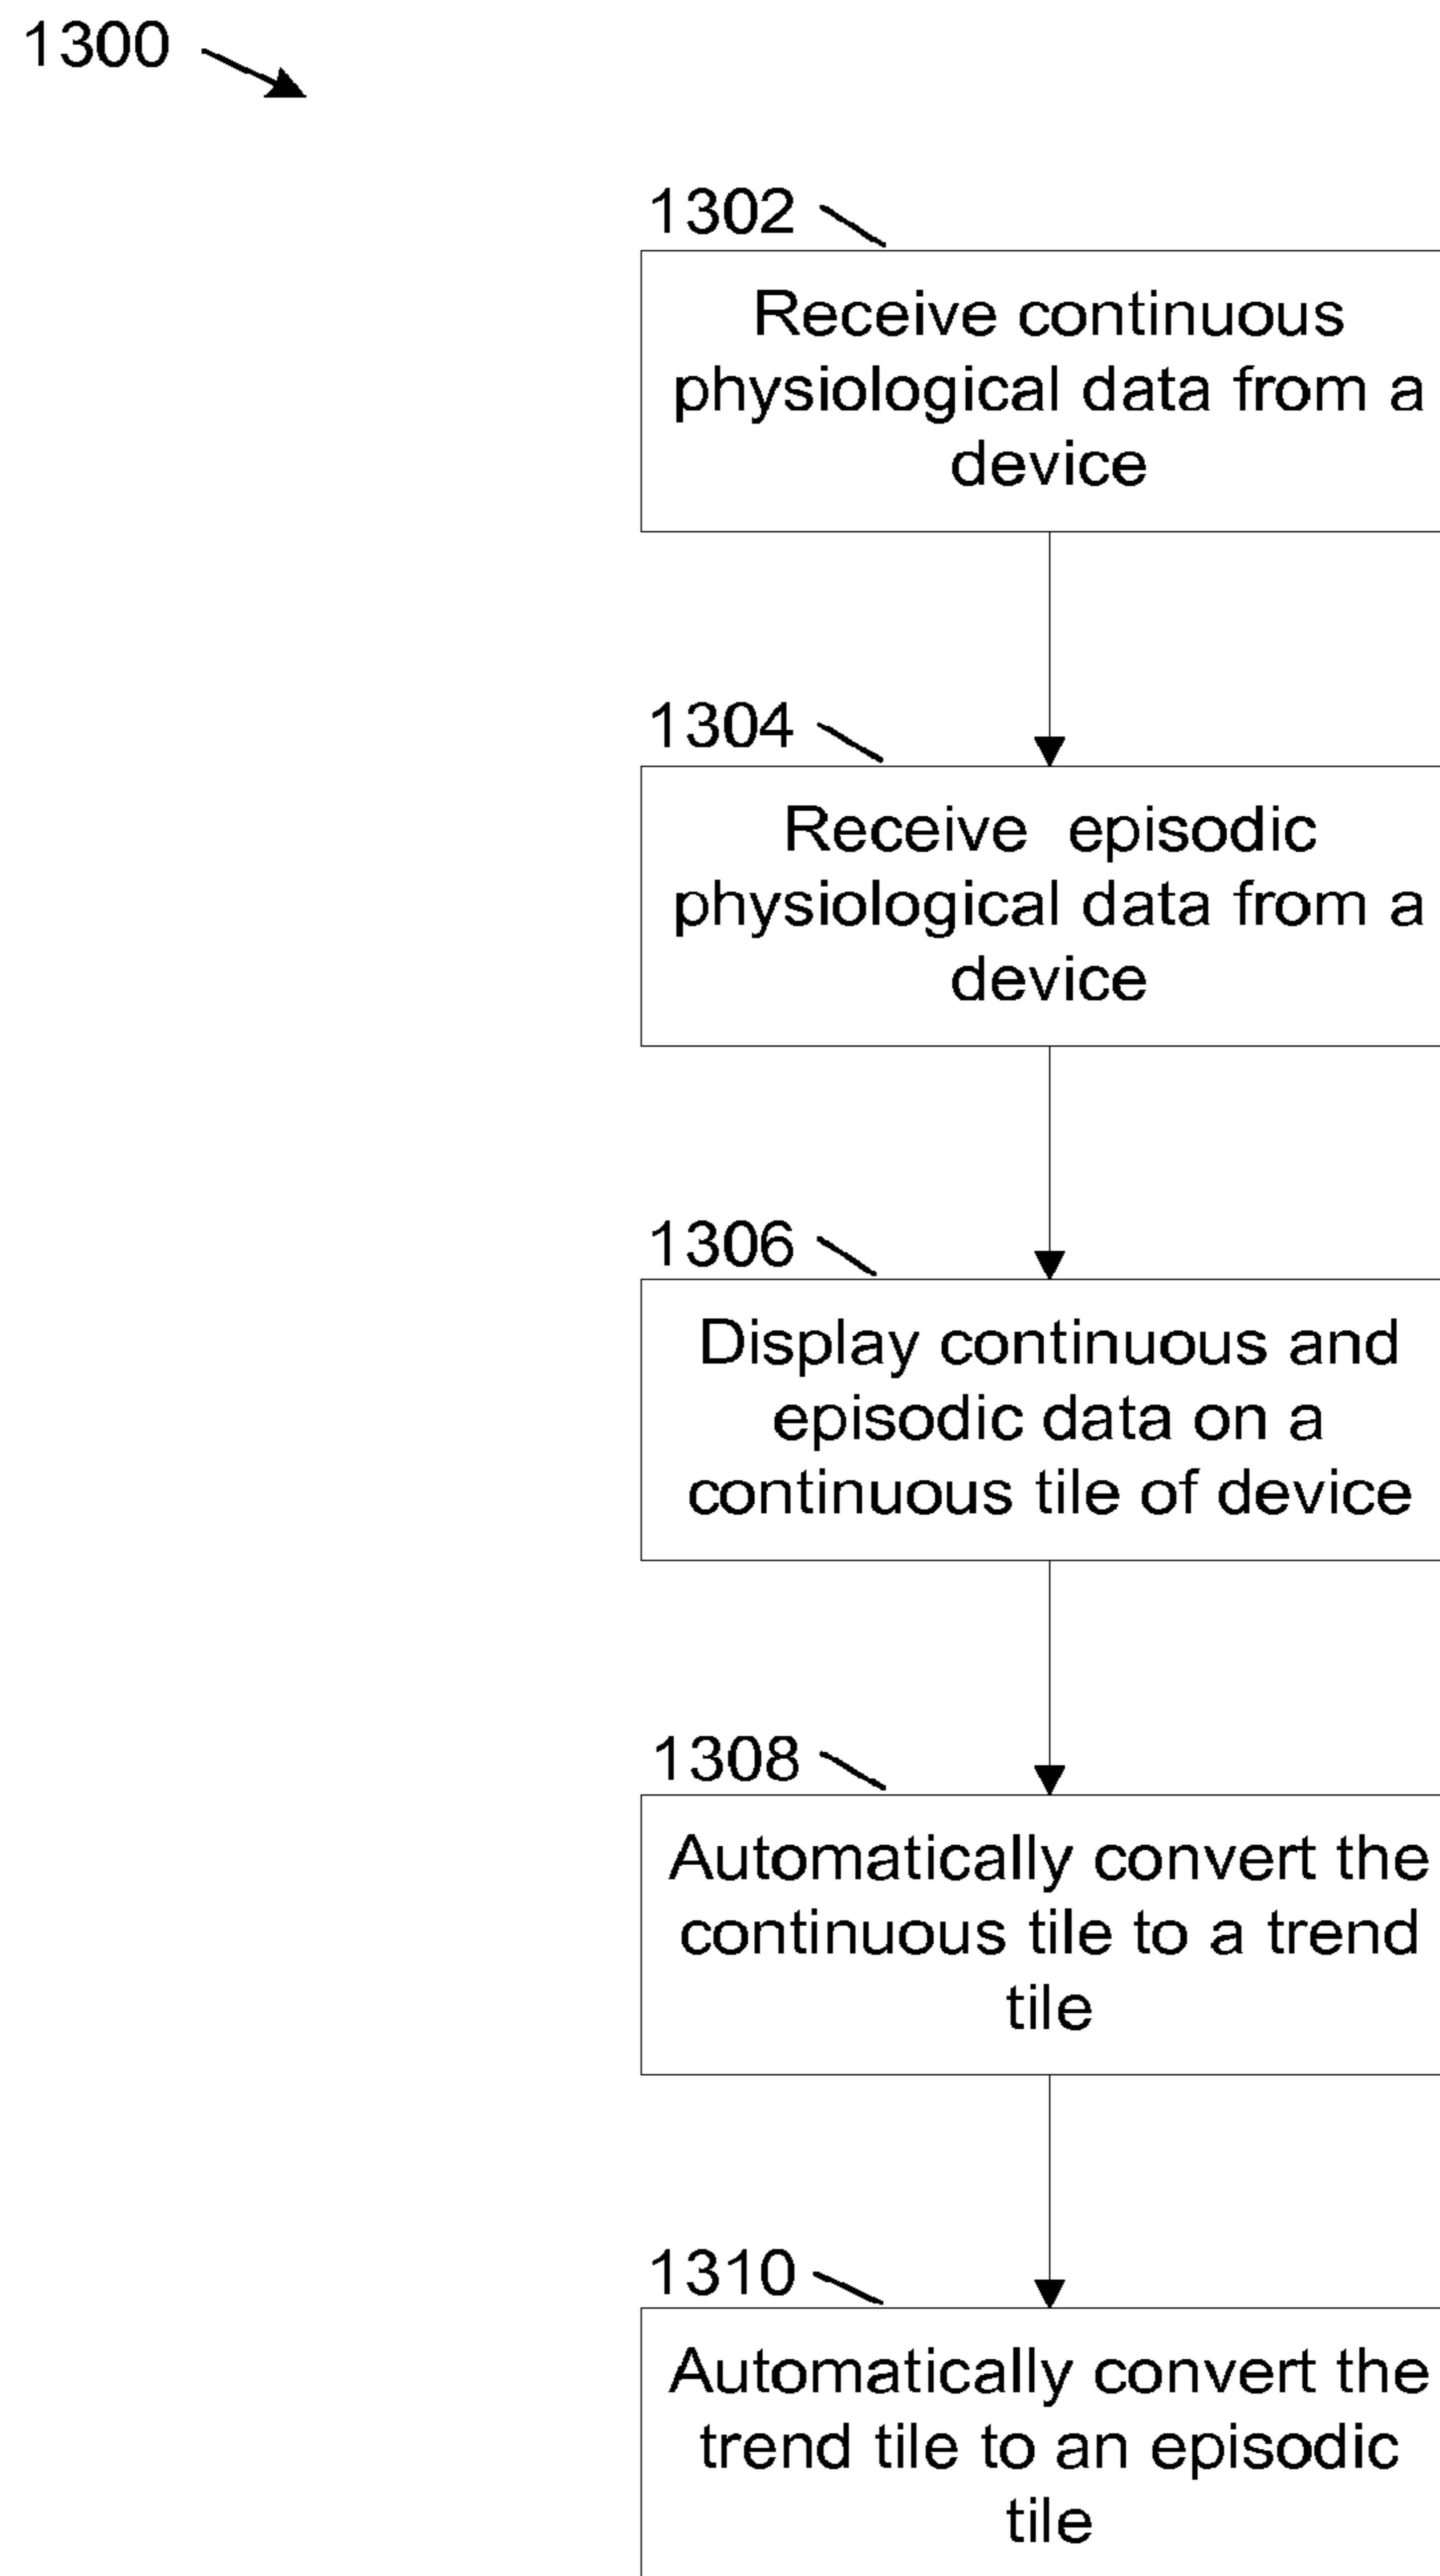 1300
1302
Receive continuous
physiological data from a
device
1304
Receive episodic
physiological data from a
device
1306
Display continuous and
episodic data on a
continuous tile of device
1308
Automatically convert the
continuous tile to a trend
tile
1310
Automatically convert the
trend tile to an episodic
tile